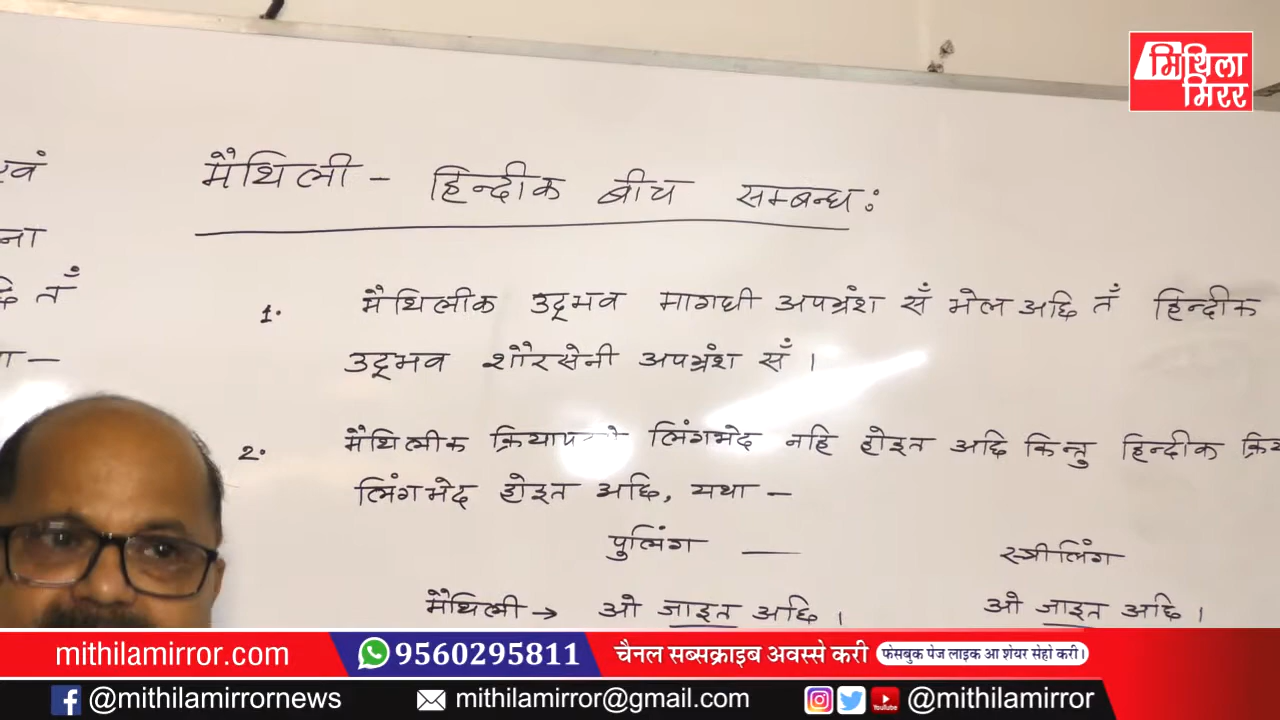 मिथिला
मिरर
मैथिली - हिन्दीक बीच सम्बन्ध:
1. मैथिलीक उद्भव मागधी अपभ्रंश सँ भेल अछि तँ हिन्दीक
उद्भव शौरसेनी अपभ्रंश सँ ।
2. मैथिलीक लिंगभेद नहि होइत अछि किन्तु हिन्दीक
लिंगभेद होइत अछि, यथा -
पुलिंग — स्त्रीलिंग
मैथिली → ओ जाइत अछि । ओ जाइत अछि ।
तँ
mithilamirror.com 9560295811 चैनल सब्सक्राइब अवस्से करी फेसबुक पेज लाइक आ शेयर सेहो करी।
@mithilamirrornews mithilamirror@gmail.com YouTube @mithilamirror